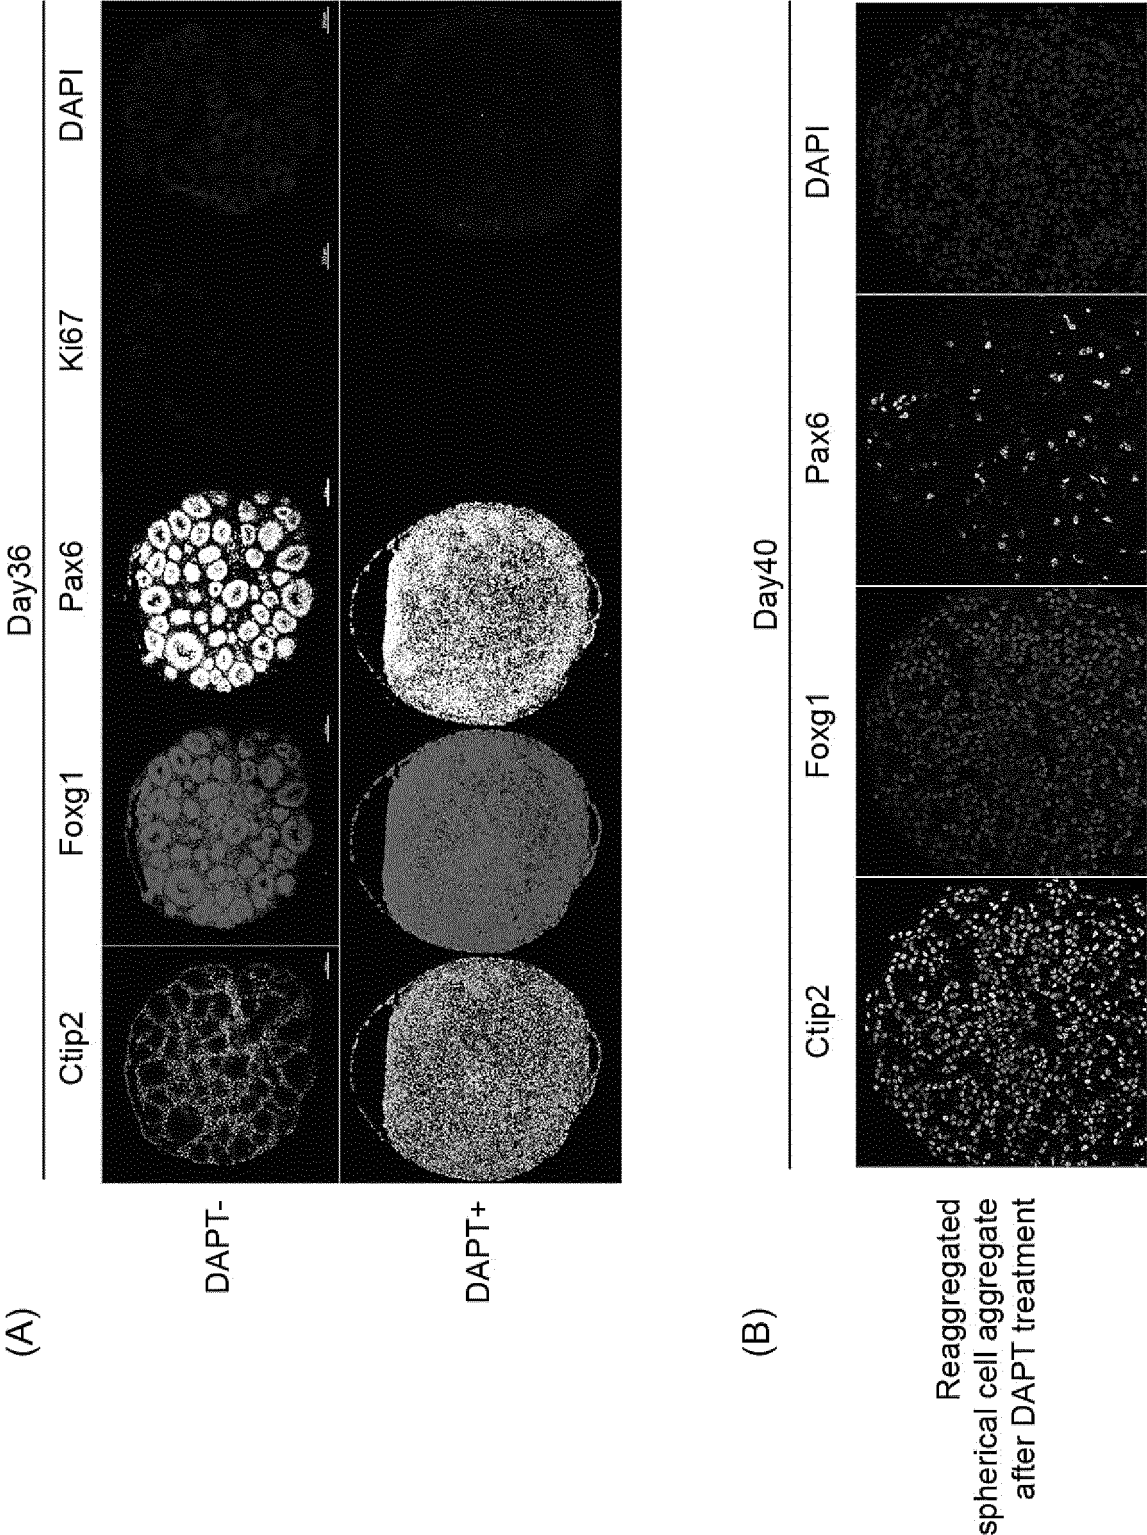 (A)
Day36
Ctip2 Foxg1 Pax6 Ki67 DAPI
DAPT-
DAPT+
(B)
Day40
Ctip2 Foxg1 Pax6 DAPI
Reaggregated
spherical cell aggregate
after DAPT treatment